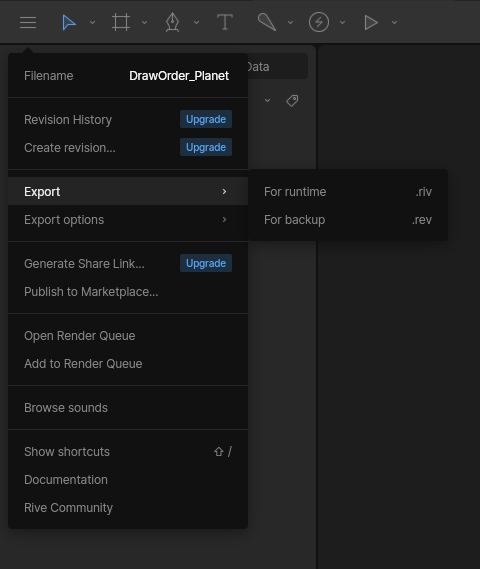 Data
Filename DrawOrder_Planet
Revision History Upgrade
Create revision... Upgrade
Export
For runtime .riv
Export options
For backup .rev
Generate Share Link... Upgrade
Publish to Marketplace...
Open Render Queue
Add to Render Queue
Browse sounds
Show shortcuts ⇧ /
Documentation
Rive Community